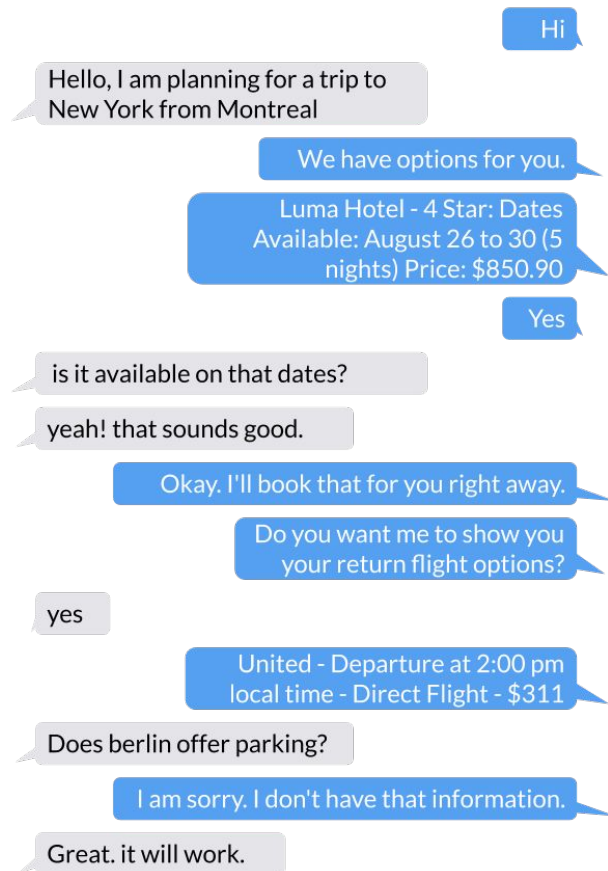 Hi
Hello, I am planning for a trip to
New York from Montreal
We have options for you.
Luma Hotel - 4 Star: Dates
Available: August 26 to 30 (5
nights) Price: $850.90
Yes
is it available on that dates?
yeah! that sounds good.
Okay. I'll book that for you right away.
Do you want me to show you
your return flight options?
yes
United - Departure at 2:00 pm
local time - Direct Flight - $311
Does berlin offer parking?
I am sorry. I don't have that information.
Great. it will work.